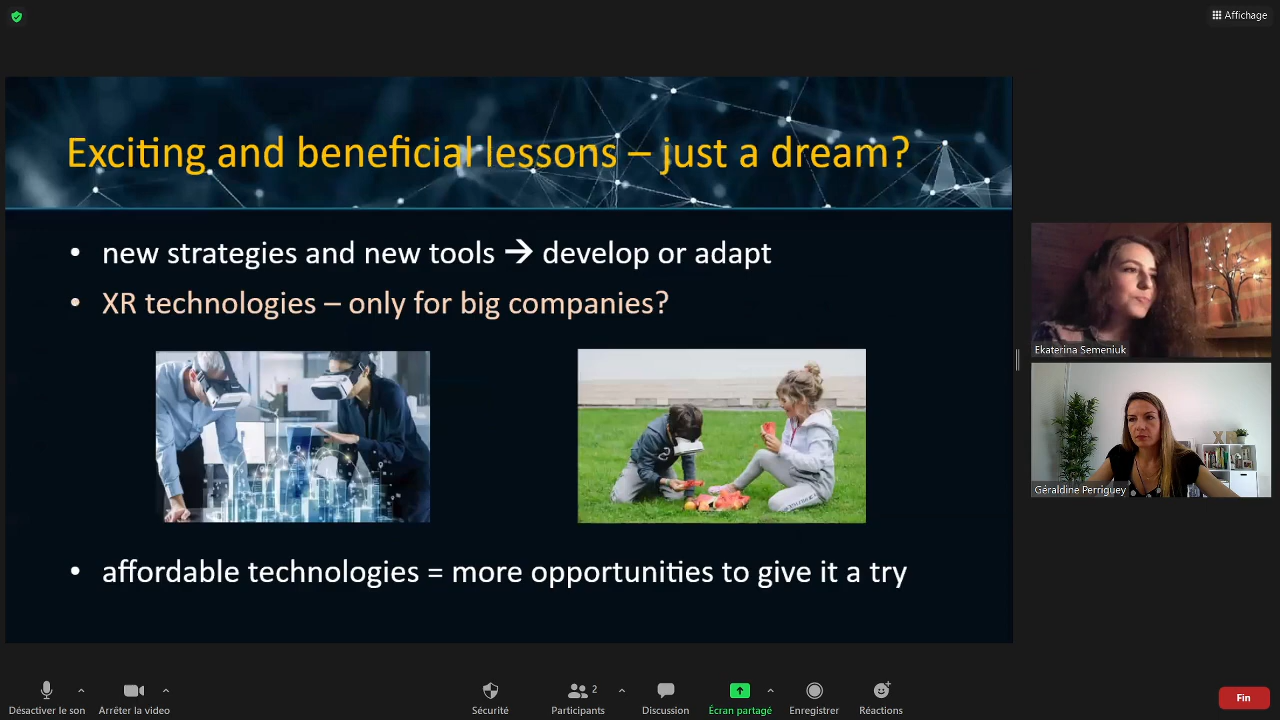 Affichage
Exciting and beneficial lessons – just a dream?
• new strategies and new tools → develop or adapt
• XR technologies – only for big companies?
• affordable technologies = more opportunities to give it a try
Ekaterina Semeniuk
Géraldine Perriguey
Désactiver le son
Arrêter la video
Sécurité
Participants
2
Discussion
Écran partagé
Enregistrer
Réactions
Fin